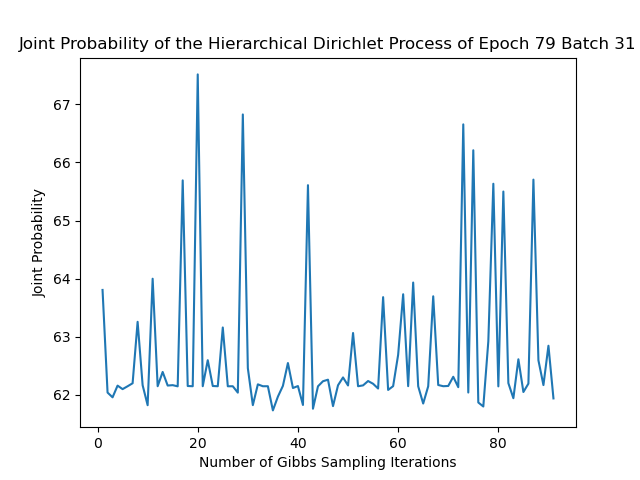 Joint Probability of the Hierarchical Dirichlet Process of Epoch 79 Batch 31
67
66
65
64
63
62
Joint Probability
0 20 40 60 80
Number of Gibbs Sampling Iterations